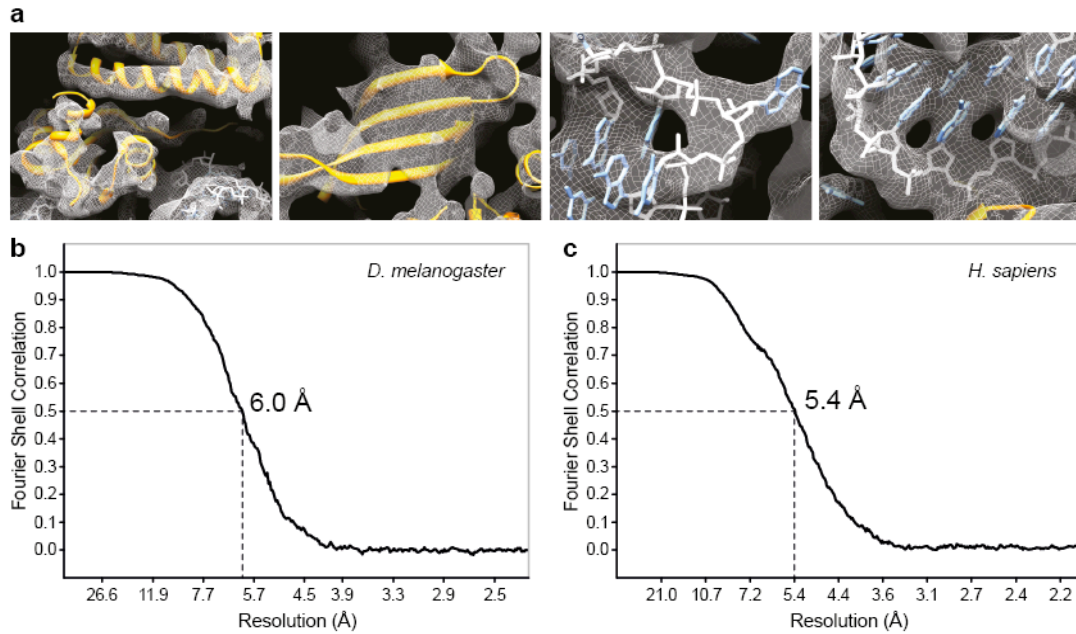 a
b
D. melanogaster
1.0
0.9
0.8
0.7
0.6
0.5
0.4
0.3
0.2
0.1
0.0
Fourier Shell Correlation
6.0 Å
26.6 11.9 7.7 5.7 4.5 3.9 3.3 2.9 2.5
Resolution (Å)
c
H. sapiens
1.0
0.9
0.8
0.7
0.6
0.5
0.4
0.3
0.2
0.1
0.0
Fourier Shell Correlation
5.4 Å
21.0 10.7 7.2 5.4 4.4 3.6 3.1 2.7 2.4 2.2
Resolution (Å)